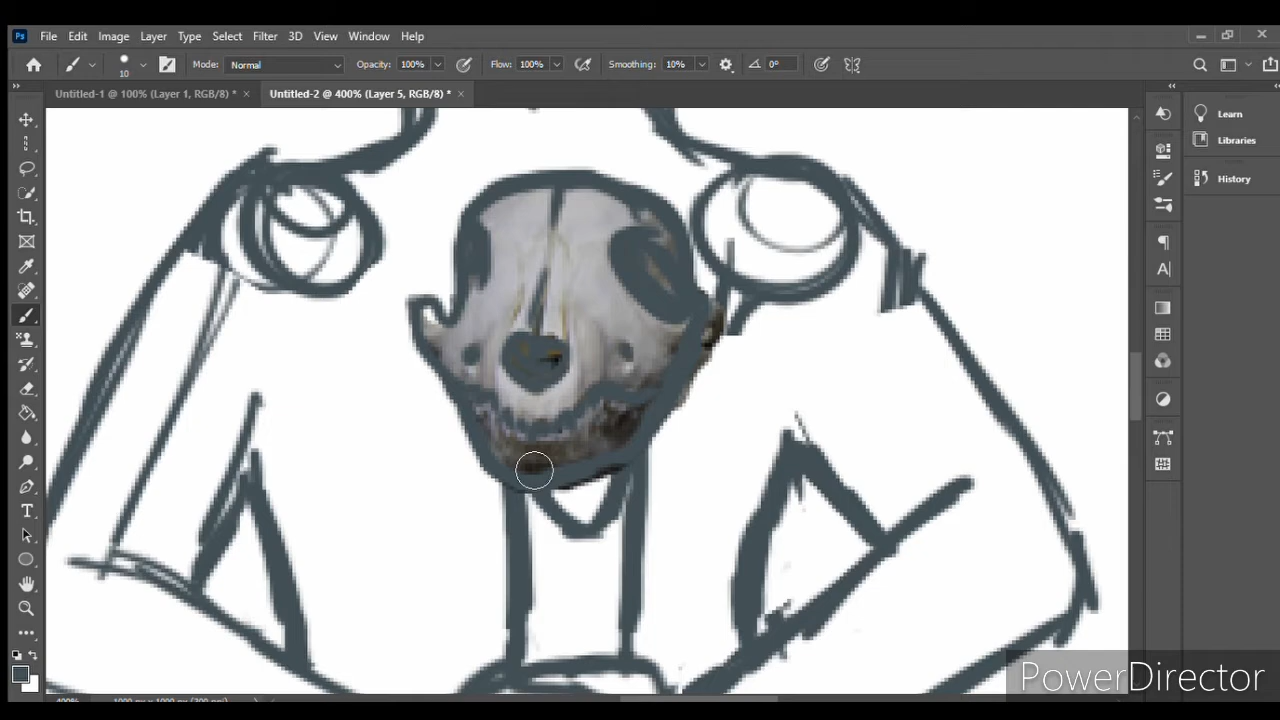 Ps File Edit Image Layer Type Select Filter 3D View Window Help
10 Mode: Normal Opacity: 100% Flow: 100% Smoothing: 10% 0°
Untitled-1 @ 100% (Layer 1, RGB/8) * × Untitled-2 @ 400% (Layer 5, RGB/8) * ×
Learn
Libraries
History
PowerDirector